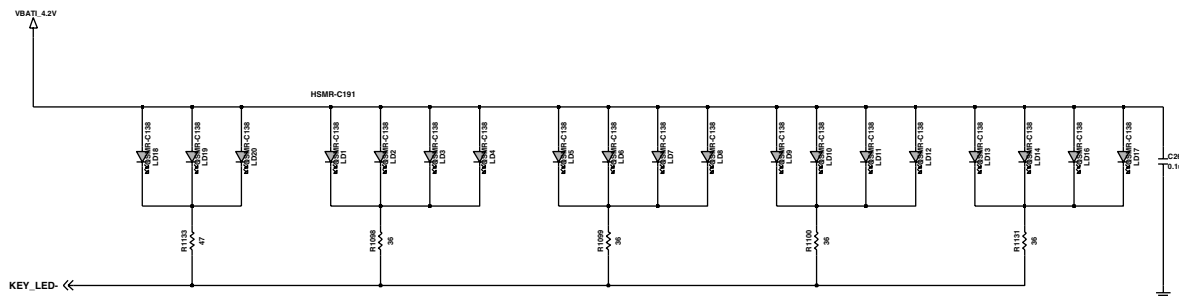 VBATI_4.2V
HSMR-C191
HSMR-C138
LD18
HSMR-C138
LD19
HSMR-C138
LD20
HSMR-C138
LD1
HSMR-C138
LD2
HSMR-C138
LD3
HSMR-C138
LD4
HSMR-C138
LD5
HSMR-C138
LD6
HSMR-C138
LD7
HSMR-C138
LD8
HSMR-C138
LD9
HSMR-C138
LD10
HSMR-C138
LD11
HSMR-C138
LD12
HSMR-C138
LD13
HSMR-C138
LD14
HSMR-C138
LD16
HSMR-C138
LD17
R1133
47
R1098
36
R1099
36
R1100
36
R1131
36
KEY_LED-